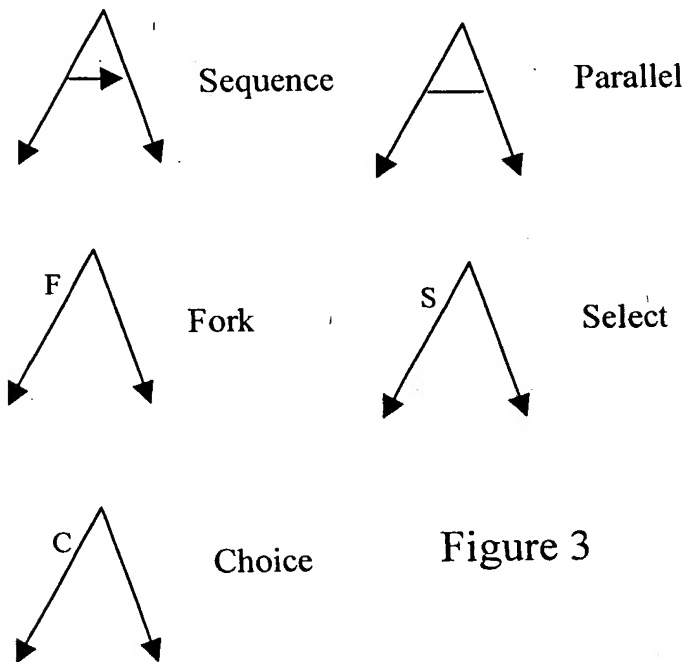 Sequence
Parallel
F
Fork
S
Select
C
Choice
Figure 3